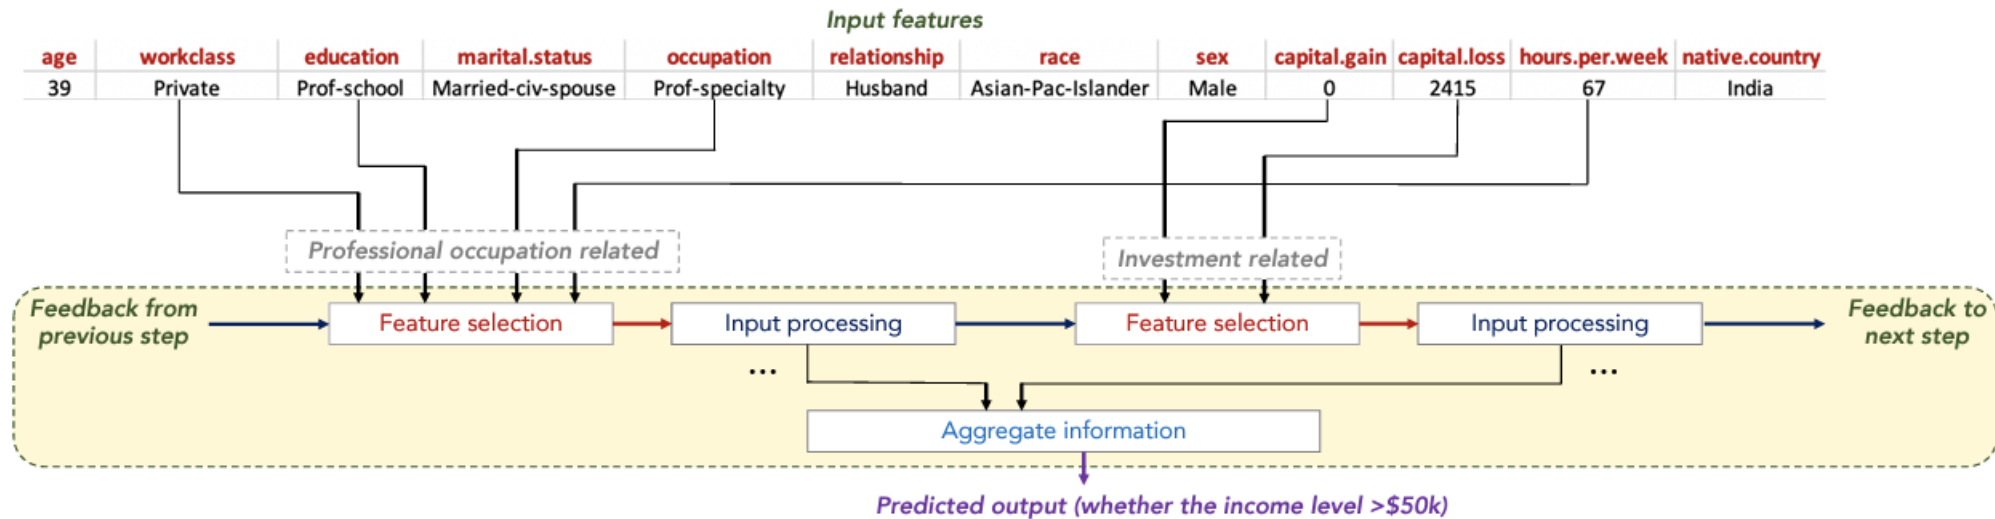 Input features
age workclass education marital.status occupation relationship race sex capital.gain capital.loss hours.per.week native.country
39 Private Prof-school Married-civ-spouse Prof-specialty Husband Asian-Pac-Islander Male 0 2415 67 India
Professional occupation related
Investment related
Feedback from
previous step
Feature selection
Input processing
Feature selection
Input processing
Feedback to
next step
...
...
Aggregate information
Predicted output (whether the income level >$50k)